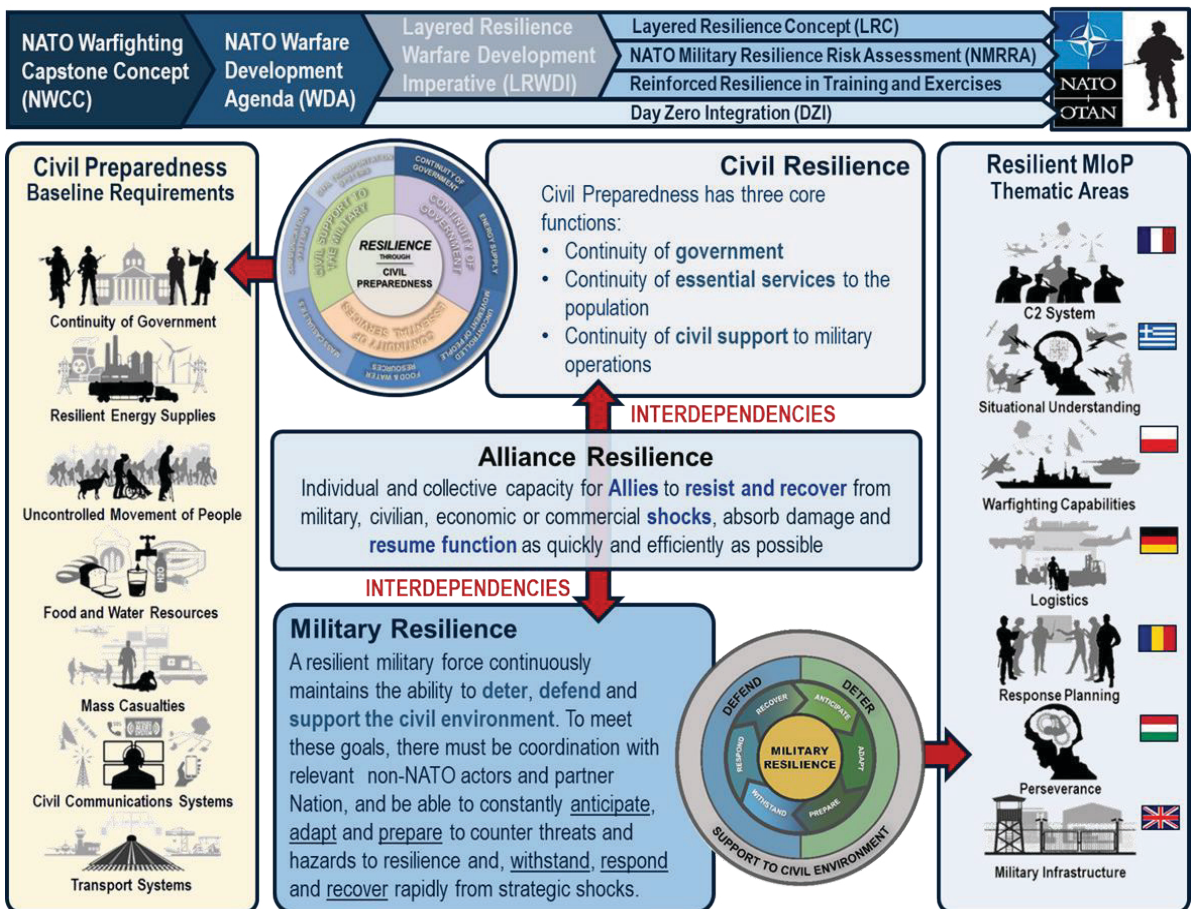 NATO Warfighting
Capstone Concept
(NWCC)
NATO Warfare
Development
Agenda (WDA)
Layered Resilience
Warfare Development
Imperative (LRWDI)
Layered Resilience Concept (LRC)
NATO Military Resilience Risk Assessment (NMRRA)
Reinforced Resilience in Training and Exercises
Day Zero Integration (DZI)
NATO
OTAN
Civil Preparedness
Baseline Requirements
Continuity of Government
Resilient Energy Supplies
Uncontrolled Movement of People
H2O
Food and Water Resources
Mass Casualties
Civil Communications Systems
Transport Systems
CIVIL TRANSPORTATION
SYSTEMS
CONTINUITY OF
GOVERNMENT
ENERGY SUPPLY
UNCONTROLLED
MOVEMENT OF PEOPLE
FOOD & WATER
RESOURCES
MASS CASUALTIES
COMMUNICATIONS
SYSTEMS
CIVIL SUPPORT TO
THE MILITARY
CONTINUITY OF
GOVERNMENT
CONTINUITY OF
ESSENTIAL SERVICES
RESILIENCE
THROUGH
CIVIL
PREPAREDNESS
Civil Resilience
Civil Preparedness has three core
functions:
• Continuity of government
• Continuity of essential services to the
population
• Continuity of civil support to military
operations
INTERDEPENDENCIES
Alliance Resilience
Individual and collective capacity for Allies to resist and recover from
military, civilian, economic or commercial shocks, absorb damage and
resume function as quickly and efficiently as possible
INTERDEPENDENCIES
Military Resilience
A resilient military force continuously
maintains the ability to deter, defend and
support the civil environment. To meet
these goals, there must be coordination with
relevant non-NATO actors and partner
Nation, and be able to constantly anticipate,
adapt and prepare to counter threats and
hazards to resilience and, withstand, respond
and recover rapidly from strategic shocks.
DEFEND
DETER
SUPPORT TO CIVIL ENVIRONMENT
RECOVER
ANTICIPATE
ADAPT
PREPARE
WITHSTAND
RESPOND
MILITARY
RESILIENCE
Resilient MIoP
Thematic Areas
C2 System
Situational Understanding
Warfighting Capabilities
Logistics
Response Planning
Perseverance
Military Infrastructure